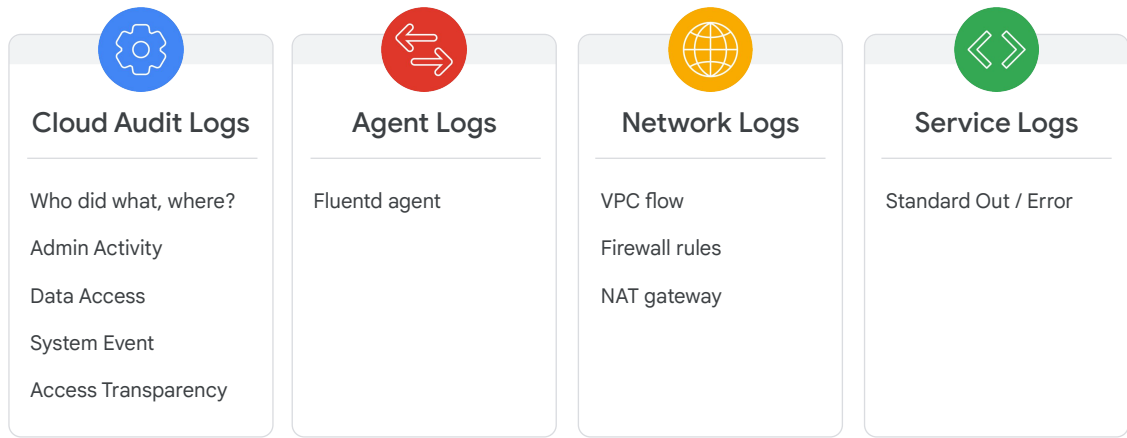 Cloud Audit Logs
Who did what, where?
Admin Activity
Data Access
System Event
Access Transparency
Agent Logs
Fluentd agent
Network Logs
VPC flow
Firewall rules
NAT gateway
Service Logs
Standard Out / Error